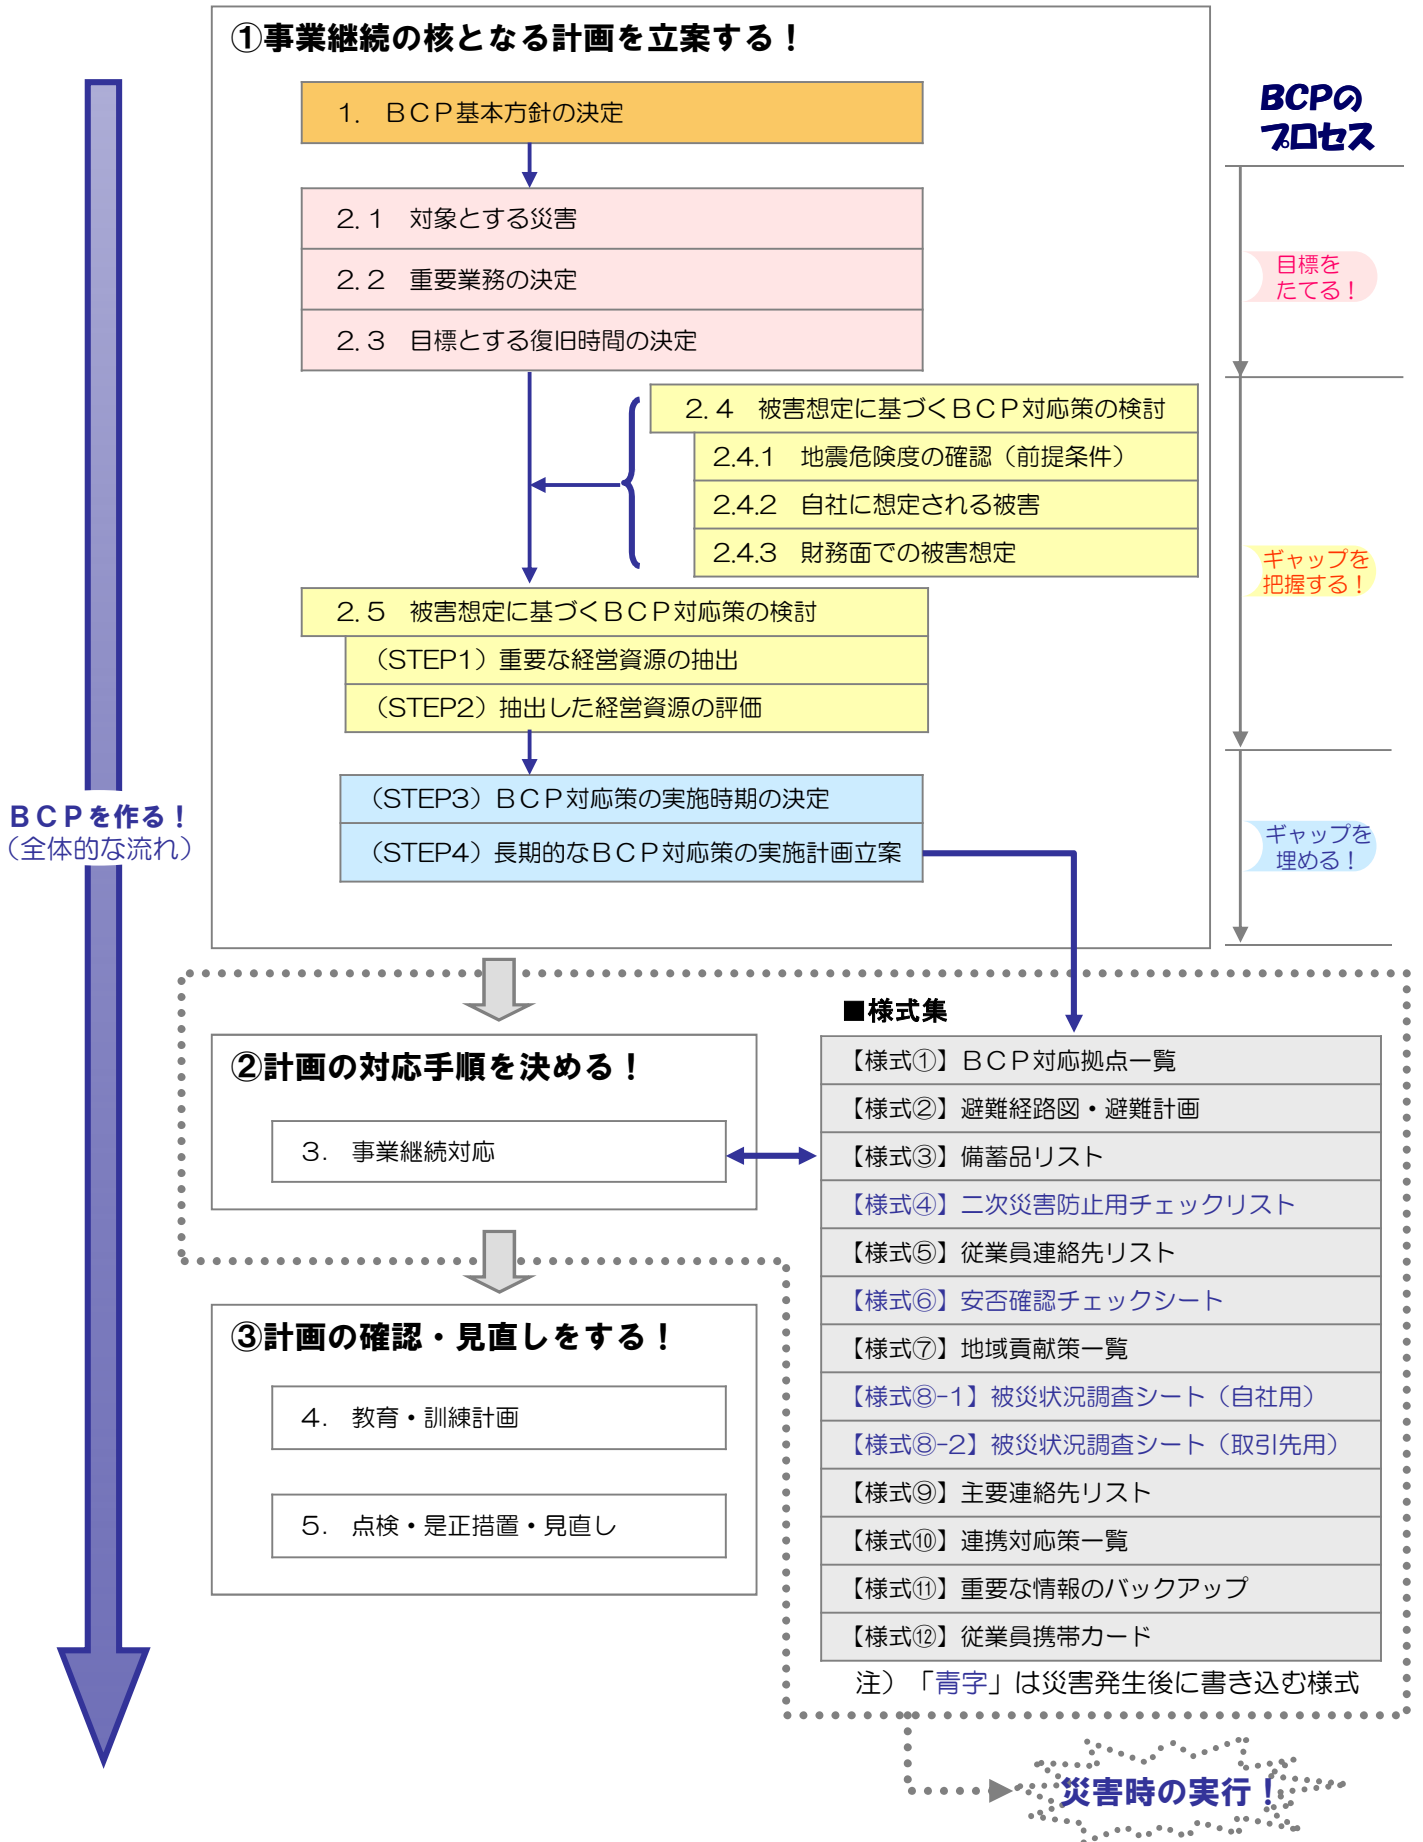 ①事業継続の核となる計画を立案する！
1.　ＢＣＰ基本方針の決定
2.1　対象とする災害
2.2　重要業務の決定
2.3　目標とする復旧時間の決定
2.4　被害想定に基づくＢＣＰ対応策の検討
2.4.1　地震危険度の確認（前提条件）
2.4.2　自社に想定される被害
2.4.3　財務面での被害想定
2.5　被害想定に基づくＢＣＰ対応策の検討
（STEP1）重要な経営資源の抽出
（STEP2）抽出した経営資源の評価
（STEP3）ＢＣＰ対応策の実施時期の決定
（STEP4）長期的なＢＣＰ対応策の実施計画立案
BCPの
プロセス
目標を
たてる！
ギャップを
把握する！
ギャップを
埋める！
ＢＣＰを作る！
（全体的な流れ）
②計画の対応手順を決める！
3.　事業継続対応
③計画の確認・見直しをする！
4.　教育・訓練計画
5.　点検・是正措置・見直し
■様式集
【様式①】ＢＣＰ対応拠点一覧
【様式②】避難経路図・避難計画
【様式③】備蓄品リスト
【様式④】二次災害防止用チェックリスト
【様式⑤】従業員連絡先リスト
【様式⑥】安否確認チェックシート
【様式⑦】地域貢献策一覧
【様式⑧-1】被災状況調査シート（自社用）
【様式⑧-2】被災状況調査シート（取引先用）
【様式⑨】主要連絡先リスト
【様式⑩】連携対応策一覧
【様式⑪】重要な情報のバックアップ
【様式⑫】従業員携帯カード
注）「青字」は災害発生後に書き込む様式
災害時の実行！